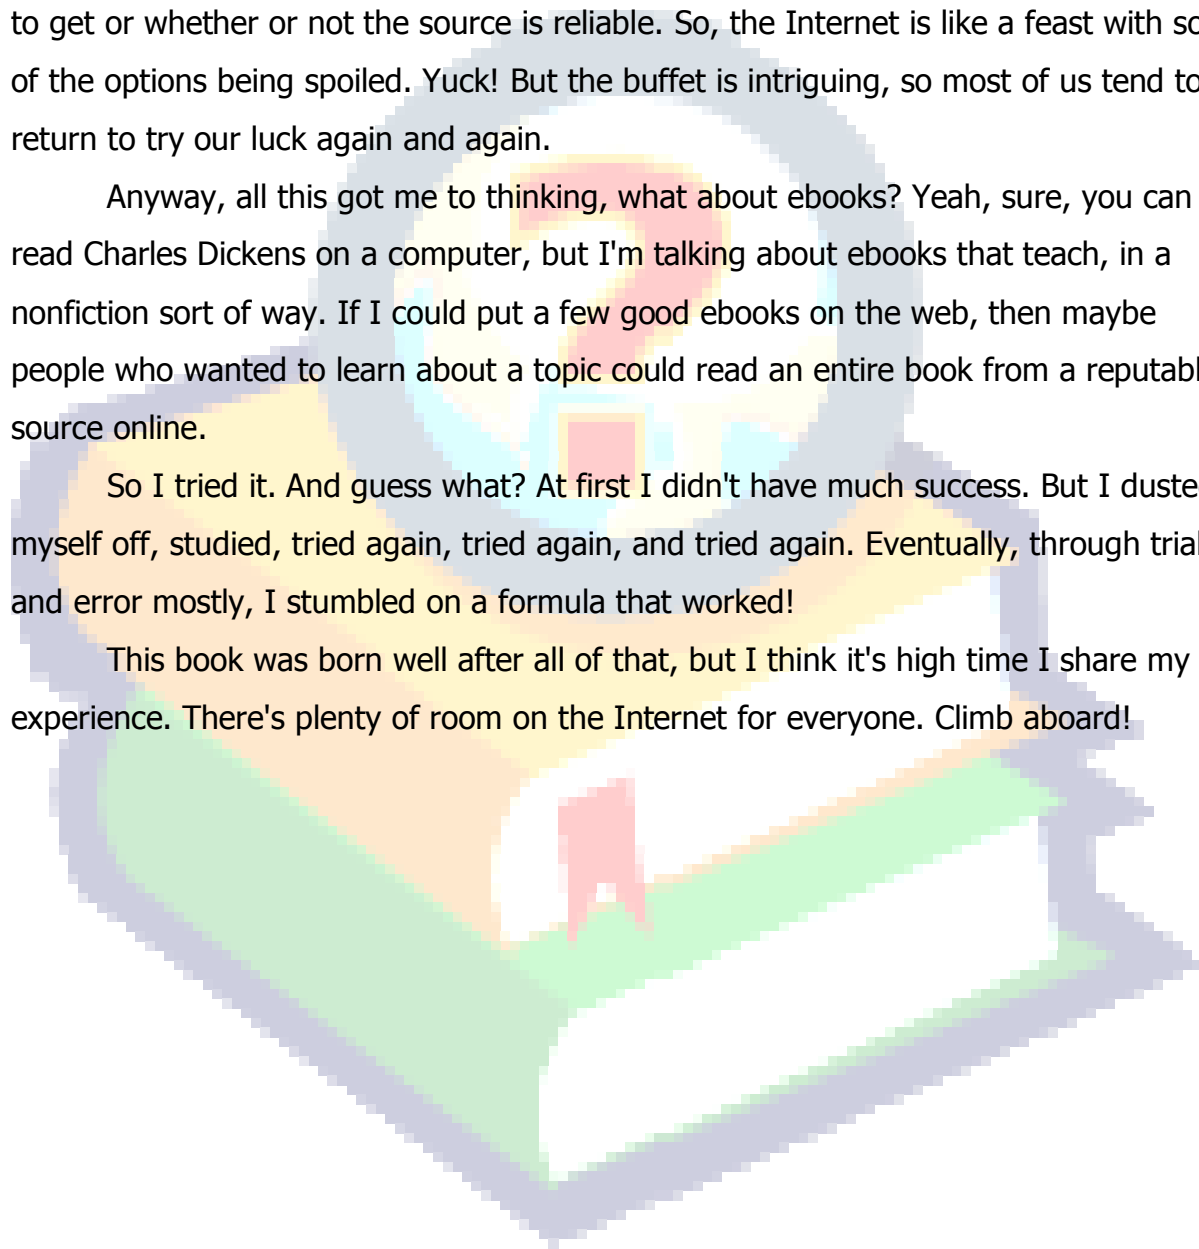 to get or whether or not the source is reliable. So, the Internet is like a feast with
of the options being spoiled. Yuck! But the buffet is intriguing, so most of us tend to
return to try our luck again and again.
Anyway, all this got me to thinking, what about ebooks? Yeah, sure, you can
read Charles Dickens on a computer, but I'm talking about ebooks that teach, in a
nonfiction sort of way. If I could put a few good ebooks on the web, then maybe
people who wanted to learn about a topic could read an entire book from a reputabl
source online.
So I tried it. And guess what? At first I didn't have much success. But I duste
myself off, studied, tried again, tried again, and tried again. Eventually, through trial
and error mostly, I stumbled on a formula that worked!
This book was born well after all of that, but I think it's high time I share my
experience. There's plenty of room on the Internet for everyone. Climb aboard!